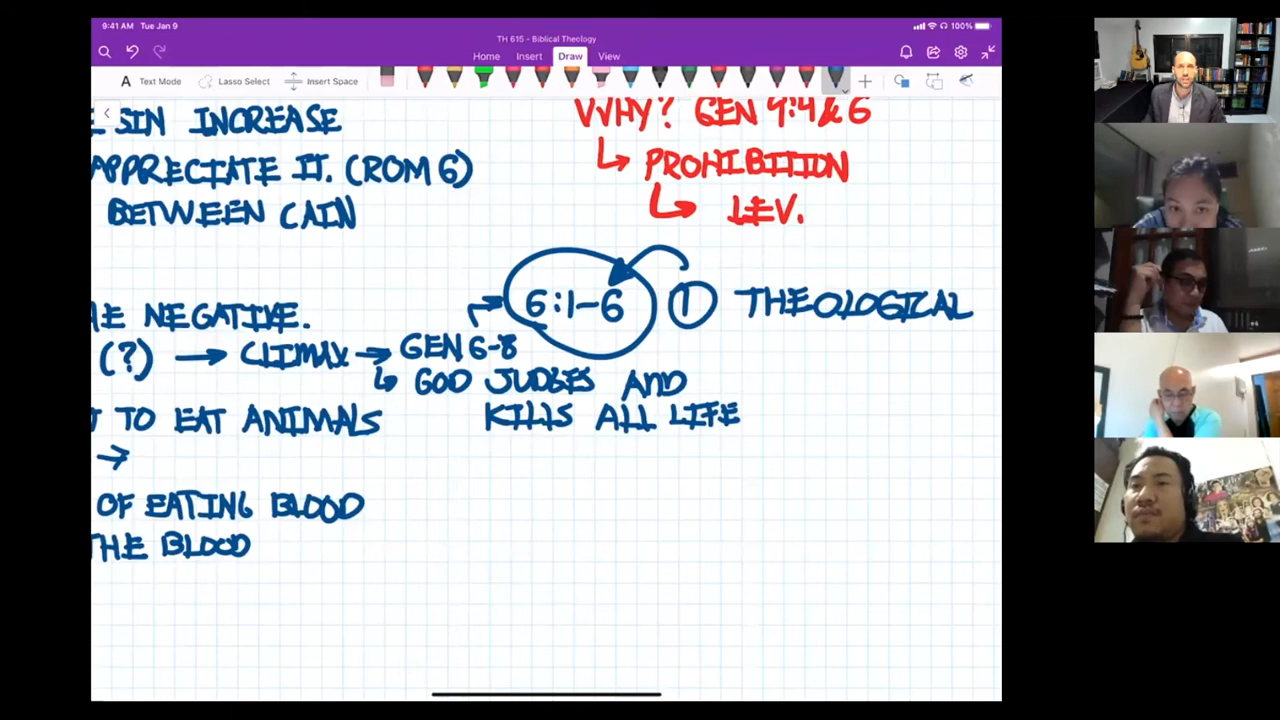 9:41 AM Tue Jan 9
100%
TH 615 - Biblical Theology
Home Insert Draw View
A Text Mode Lasso Select Insert Space
SIN INCREASE
APPRECIATE IT. (ROM 6)
BETWEEN CAIN
WHY? GEN 9:4 & 6
PROHIBITION
LEV.
6:1-6 1 THEOLOGICAL
NEGATIVE.
(?) → CLIMAX → GEN 6-8
GOD JUDGES AND
KILLS ALL LIFE
TO EAT ANIMALS
→
OF EATING BLOOD
THE BLOOD